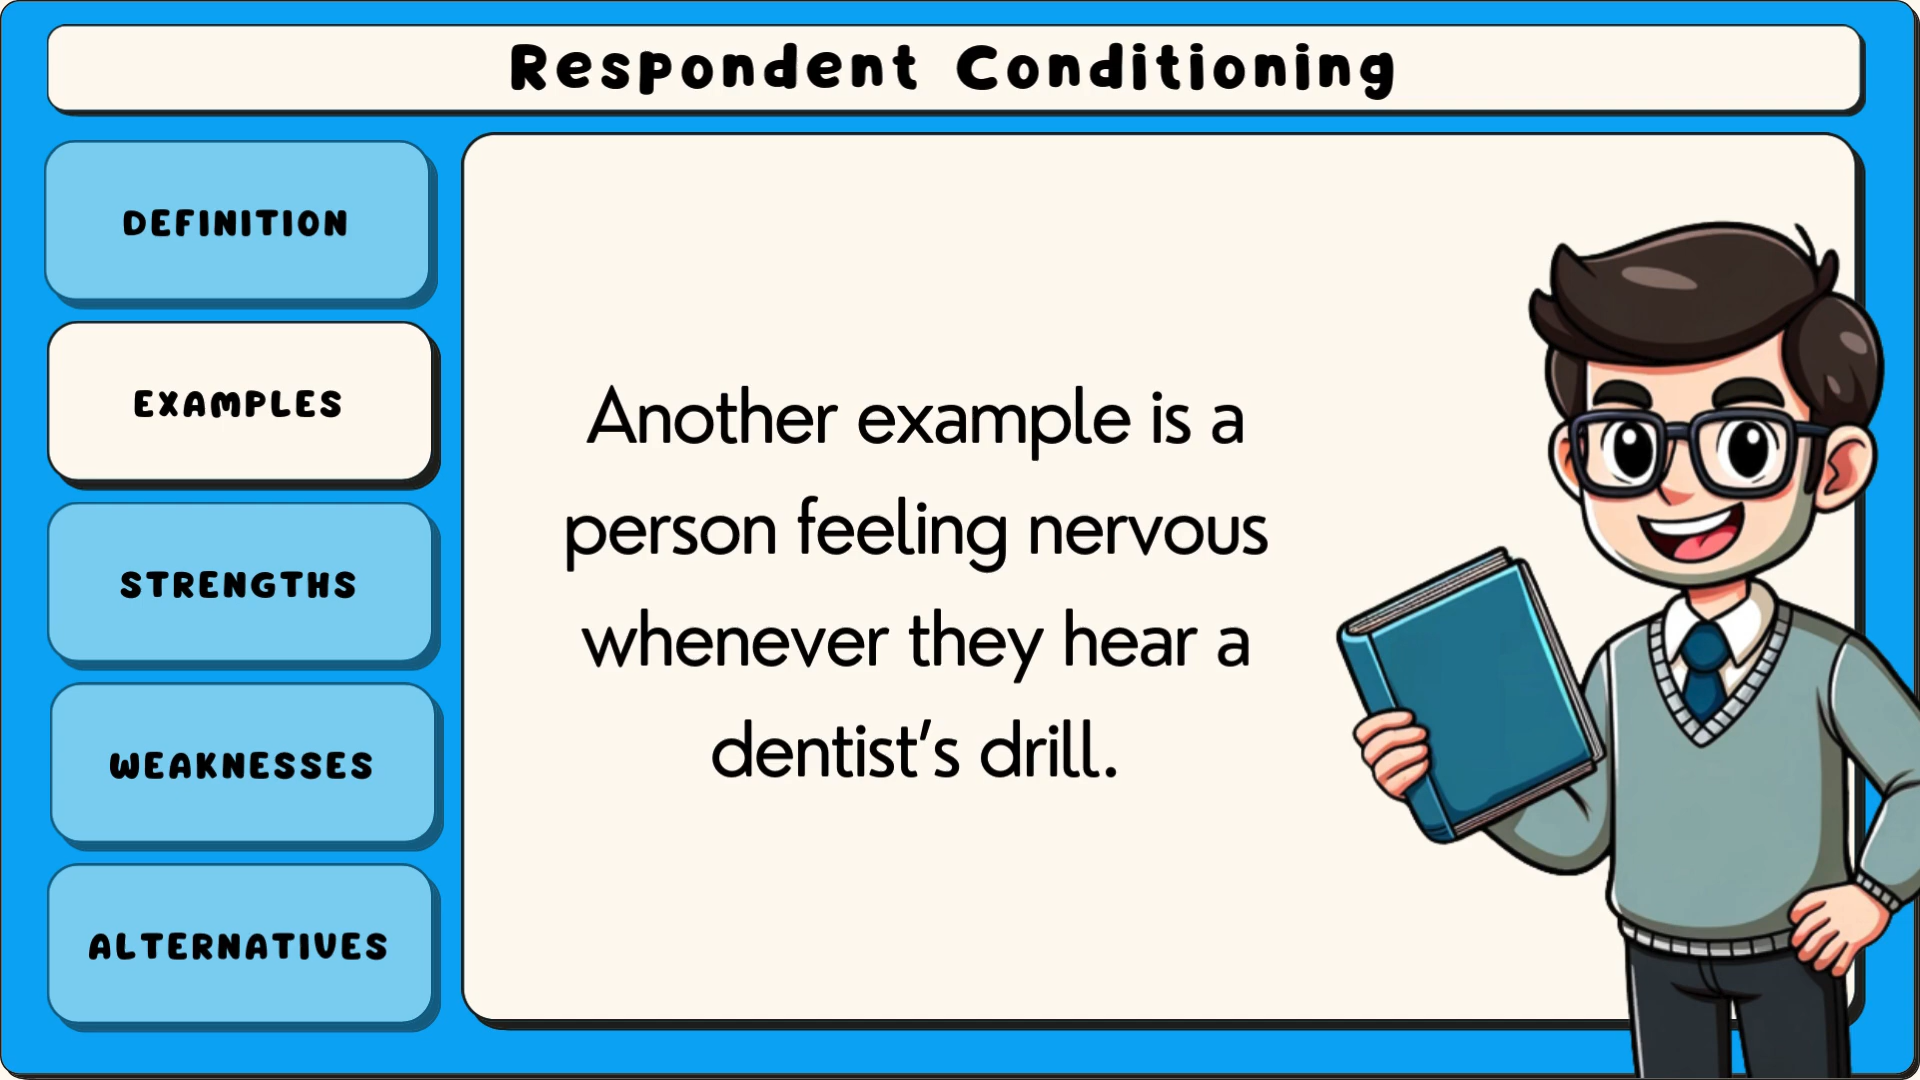 Respondent Conditioning
DEFINITION
EXAMPLES
STRENGTHS
WEAKNESSES
ALTERNATIVES
Another example is a
person feeling nervous
whenever they hear a
dentist's drill.